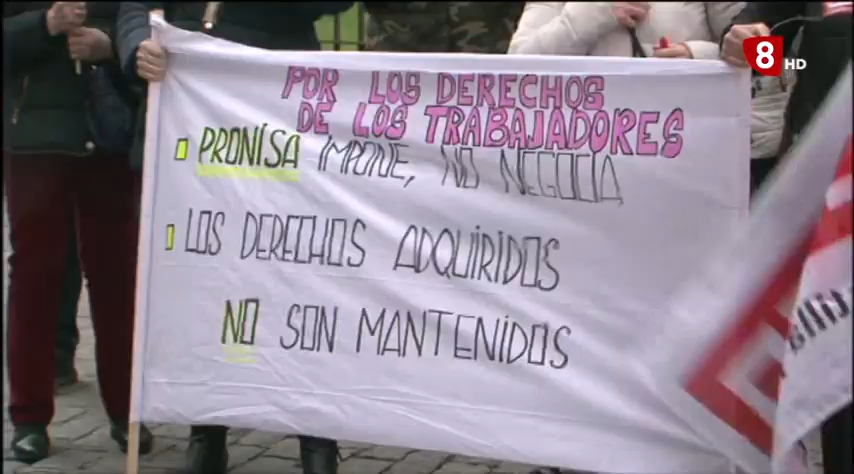 8 HD
POR LOS DERECHOS
DE LOS TRABAJADORES
PRONISA IMPONE, NO NEGOCIA
LOS DERECHOS ADQUIRIDOS
NO SON MANTENIDOS